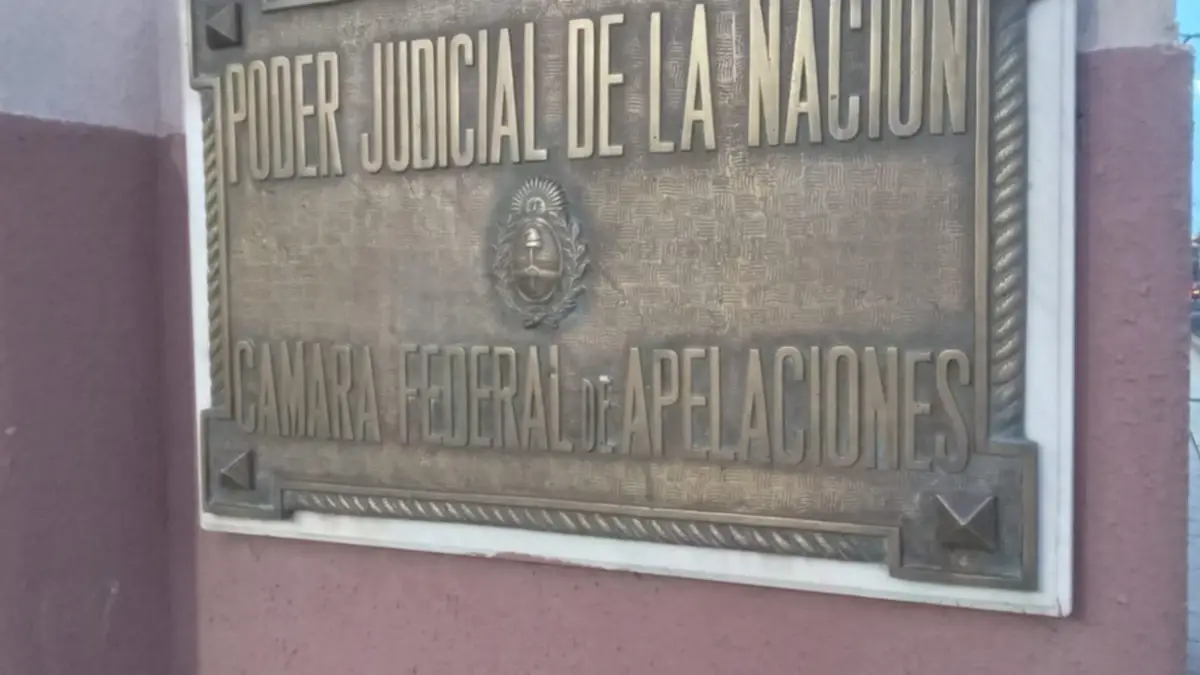 PODER JUDICIAL DE LA NACION
CAMARA FEDERAL DE APELACIONES